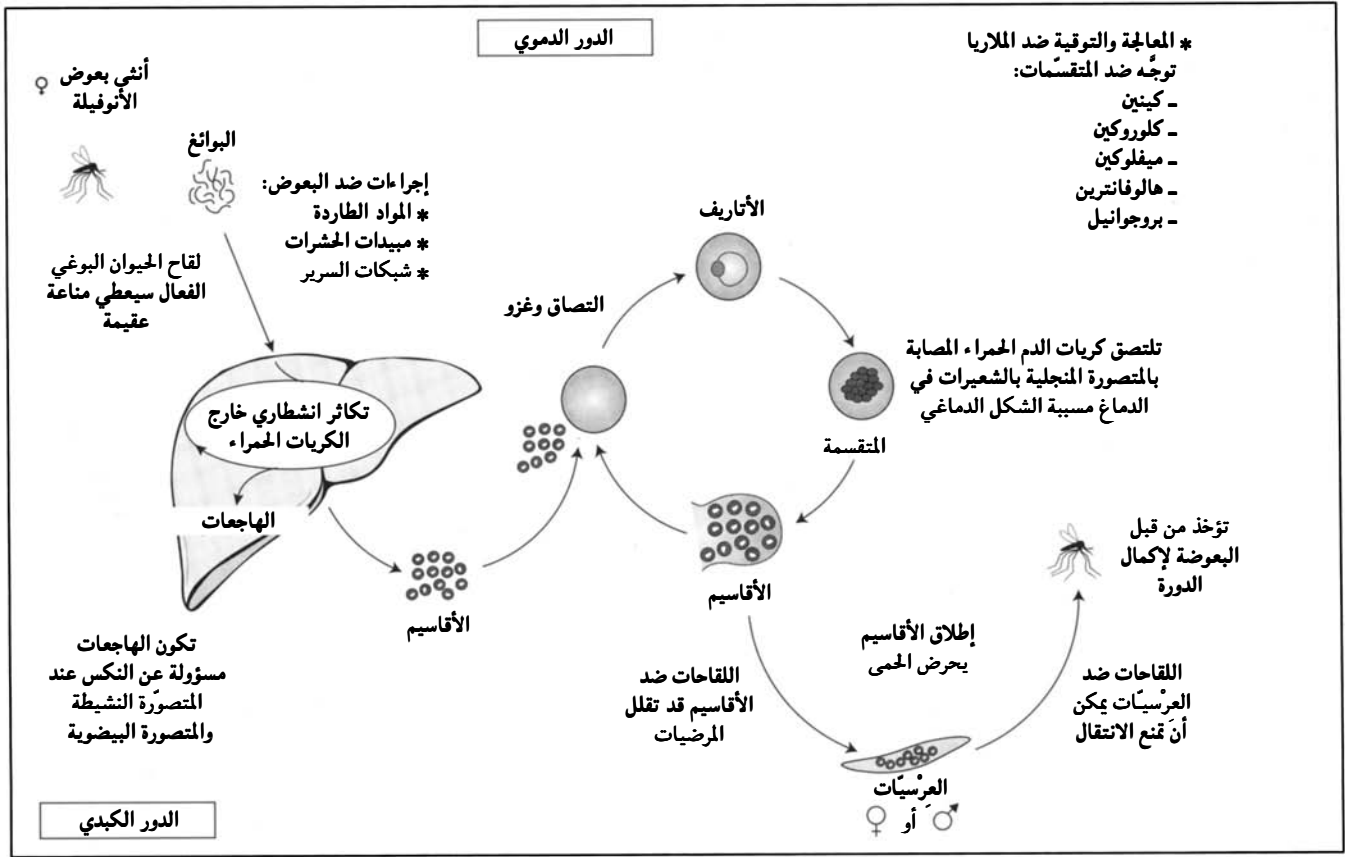 الدور الدموي
* المعالجة والتوقية ضد الملاريا
توجَّه ضد المتقسّمات:
ـ كينين
ـ كلوروكين
ـ ميفلوكين
ـ هالوفانترين
ـ بروجوانيل
أنثى بعوض ♀
الأنوفيلة
البوائغ
إجراءات ضد البعوض:
* المواد الطاردة
* مبيدات الحشرات
* شبكات السرير
لقاح الحيوان البوغي
الفعال سيعطي مناعة
عقيمة
الأتاريف
التصاق وغزو
تلتصق كريات الدم الحمراء المصابة
بالمتصورة المنجلية بالشعيرات في
الدماغ مسببة الشكل الدماغي
تكاثر انشطاري خارج
الكريات الحمراء
المتقسمة
الهاجعات
تؤخذ من قبل
البعوضة لإكمال
الدورة
الأقاسيم
الأقاسيم
تكون الهاجعات
مسؤولة عن النكس عند
المتصوّرة النشيطة
والمتصورة البيضوية
إطلاق الأقاسيم
يحرض الحمى
اللقاحات ضد
الأقاسيم قد تقلل
المرضيات
اللقاحات ضد
العرْسيّات يمكن
أن تمنع الانتقال
العِرْسيّات
♂ أو ♀
الدور الكبدي